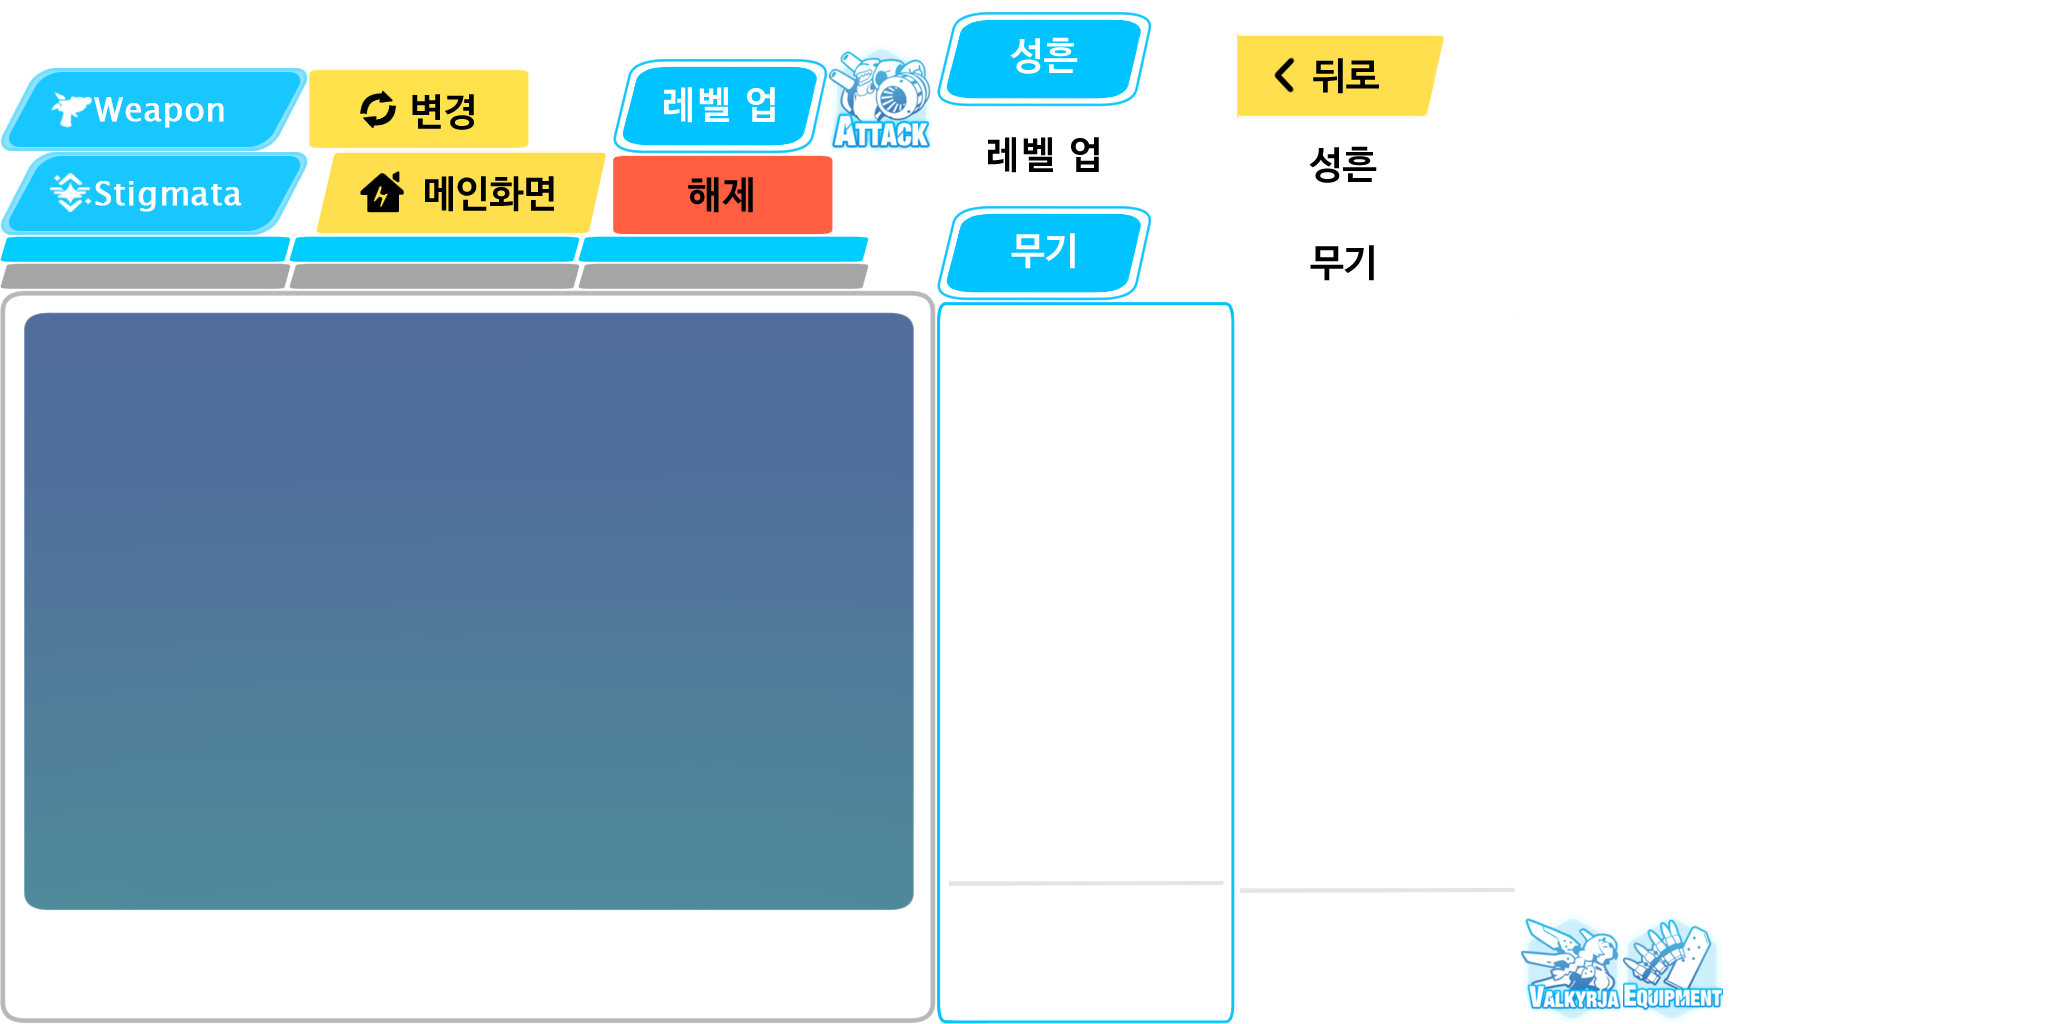 Weapon
변경
레벨 업
ATTACK
성흔
뒤로
Stigmata
메인화면
해제
레벨 업
성흔
무기
무기
VALKYRJA
EQUIPMENT